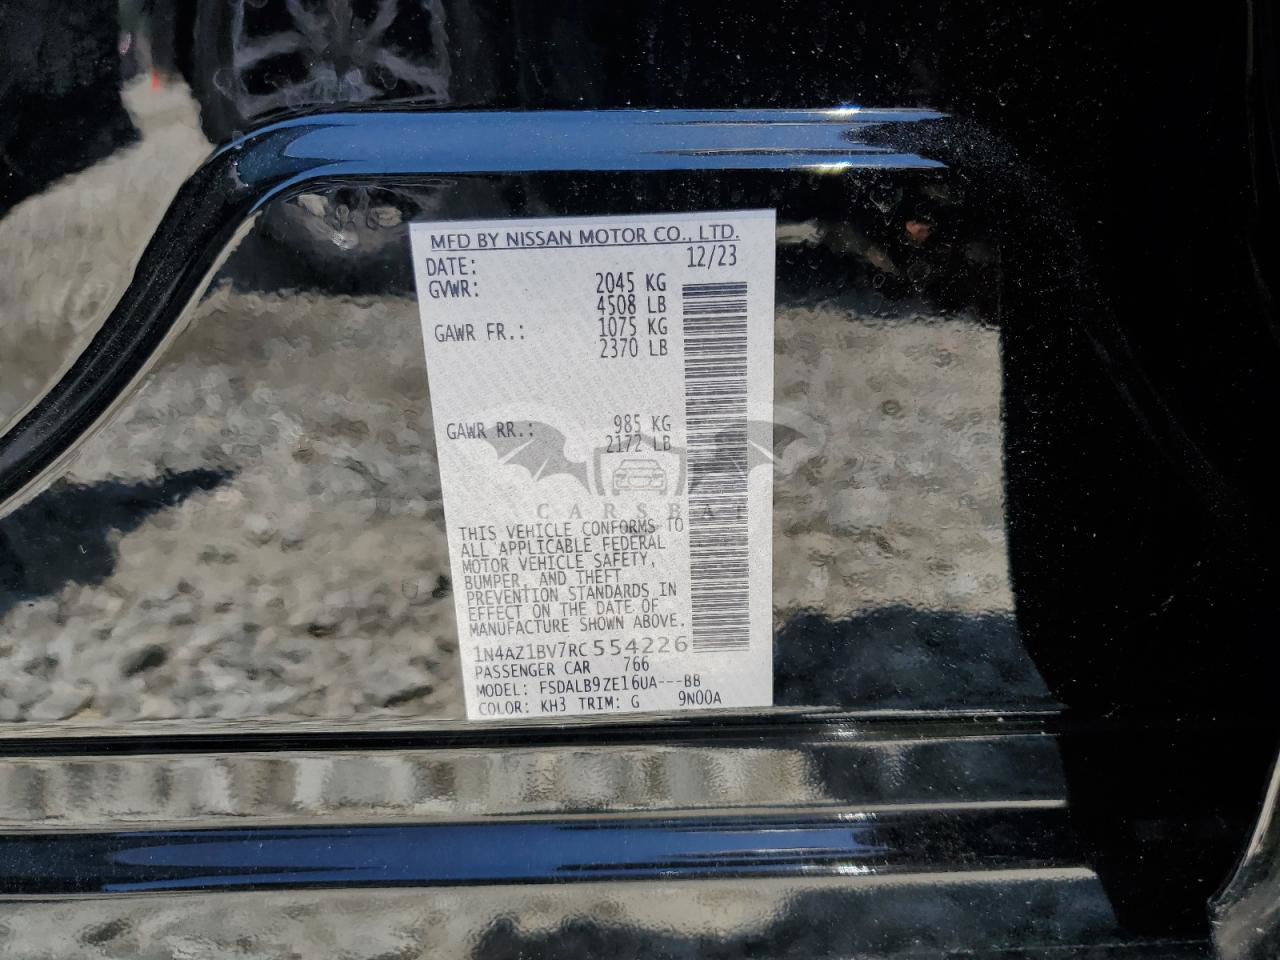 MFD BY NISSAN MOTOR CO., LTD.
DATE: 12/23
GVWR: 2045 KG
4508 LB
GAWR FR.: 1075 KG
2370 LB
GAWR RR.: 985 KG
2172 LB
CARSBAT
THIS VEHICLE CONFORMS TO
ALL APPLICABLE FEDERAL
MOTOR VEHICLE SAFETY,
BUMPER, AND THEFT
PREVENTION STANDARDS IN
EFFECT ON THE DATE OF
MANUFACTURE SHOWN ABOVE.
1N4AZ1BV7RC554226
PASSENGER CAR 766
MODEL: FSDALB9ZE16UA---BB
COLOR: KH3 TRIM: G 9N00A